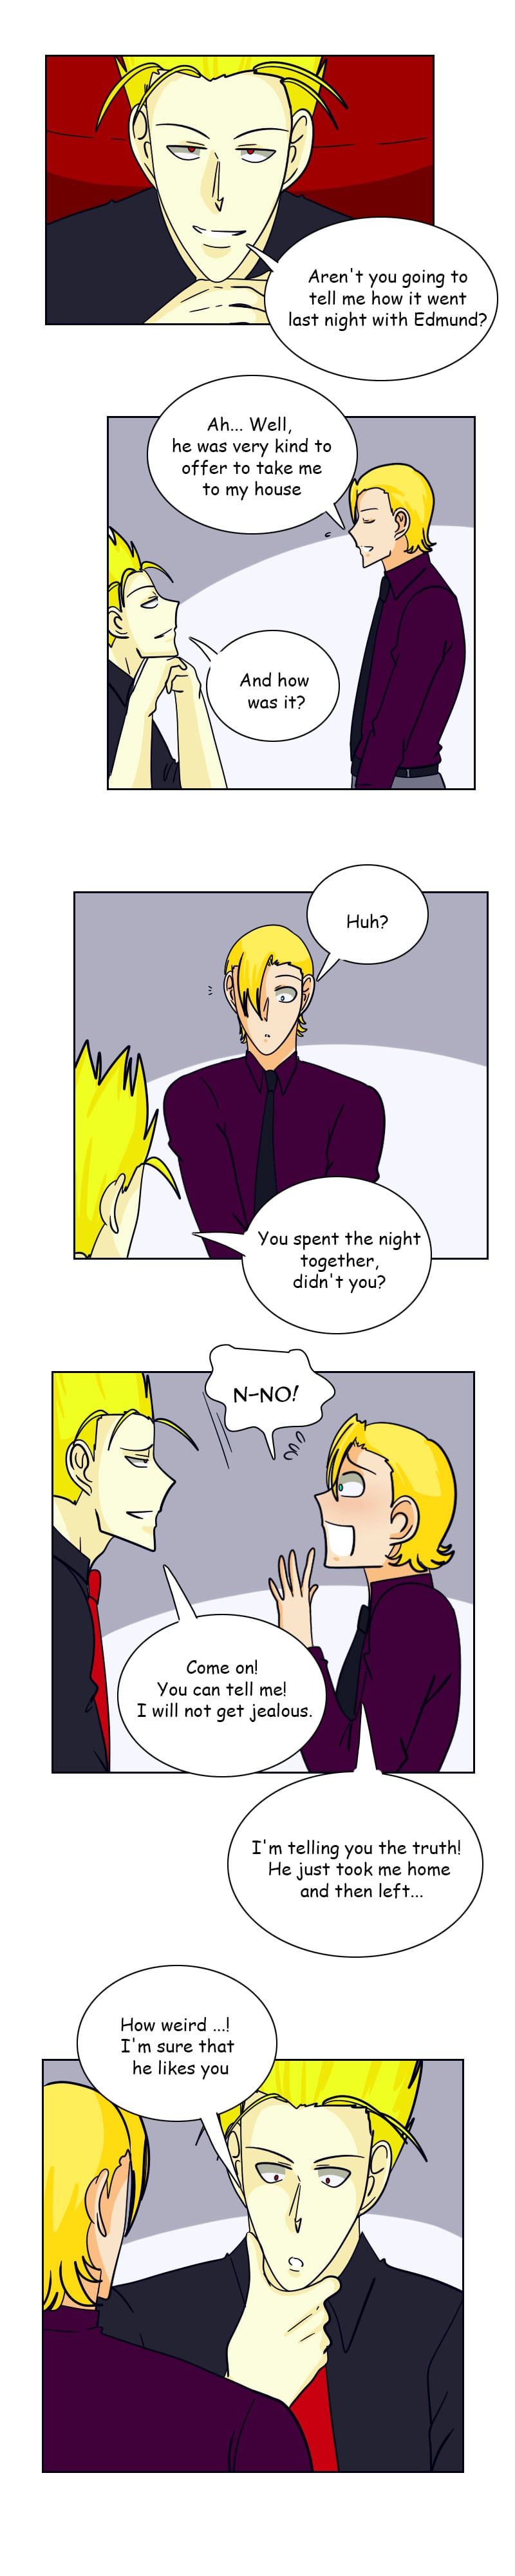 Aren't you going to
tell me how it went
last night with Edmund?
Ah... Well,
he was very kind to
offer to take me
to my house
And how
was it?
Huh?
You spent the night
together,
didn't you?
N-NO!
Come on!
You can tell me!
I will not get jealous.
I'm telling you the truth!
He just took me home
and then left...
How weird ...!
I'm sure that
he likes you